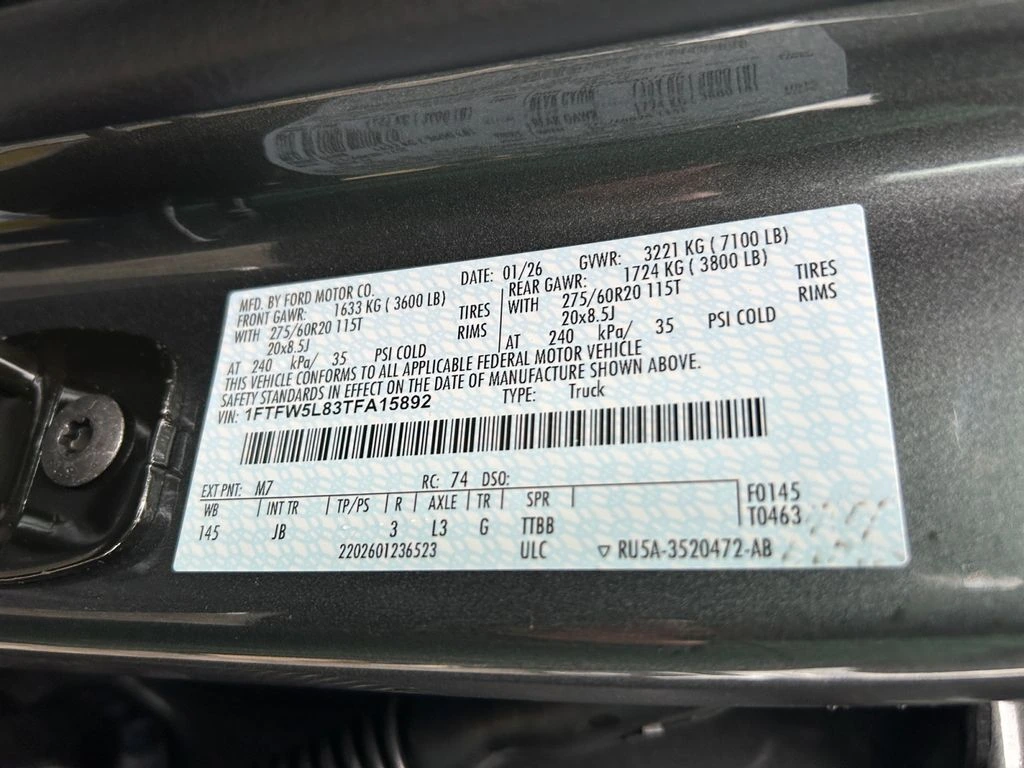 MFD. BY FORD MOTOR CO. DATE: 01/26 GVWR: 3221 KG ( 7100 LB)
FRONT GAWR: 1633 KG ( 3600 LB) REAR GAWR: 1724 KG ( 3800 LB)
WITH 275/60R20 115T TIRES WITH 275/60R20 115T TIRES
20x8.5J RIMS 20x8.5J RIMS
AT 240 kPa/ 35 PSI COLD AT 240 kPa/ 35 PSI COLD
THIS VEHICLE CONFORMS TO ALL APPLICABLE FEDERAL MOTOR VEHICLE
SAFETY STANDARDS IN EFFECT ON THE DATE OF MANUFACTURE SHOWN ABOVE.
VIN: 1FTFW5L83TFA15892 TYPE: Truck
EXT PNT: M7 RC: 74 DSO:
WB INT TR TP/PS R AXLE TR SPR F0145
145 JB 3 L3 G TTBB T0463
2202601236523 ULC ▽ RU5A-3520472-AB